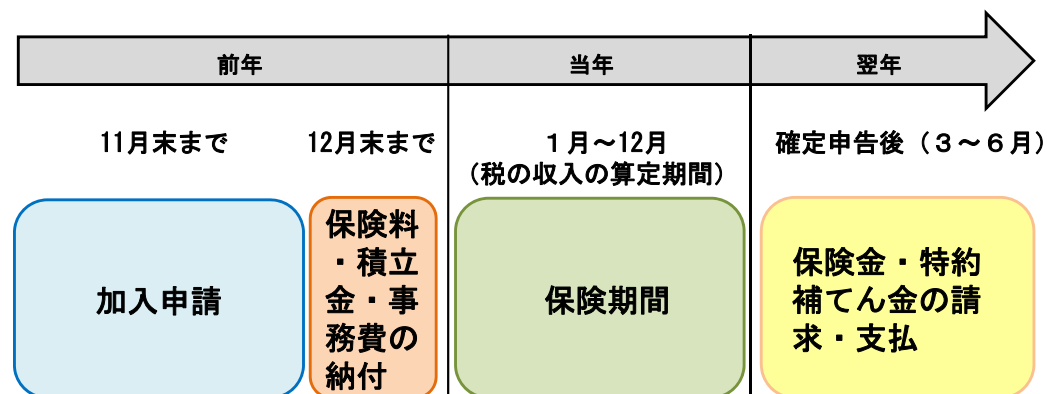 前年
当年
翌年
11月末まで
12月末まで
１月～12月
（税の収入の算定期間）
確定申告後（３～６月）
加入申請
保険料
・積立
金・事
務費の
納付
保険期間
保険金・特約
補てん金の請
求・支払